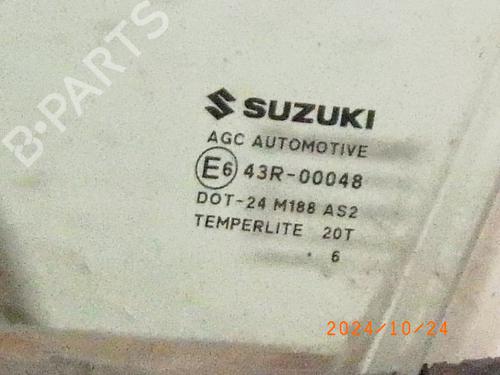 B-PARTS
SUZUKI
AGC AUTOMOTIVE
E6 43R-00048
DOT-24 M188 AS2
TEMPERLITE 20T
. 6
2024/10/24